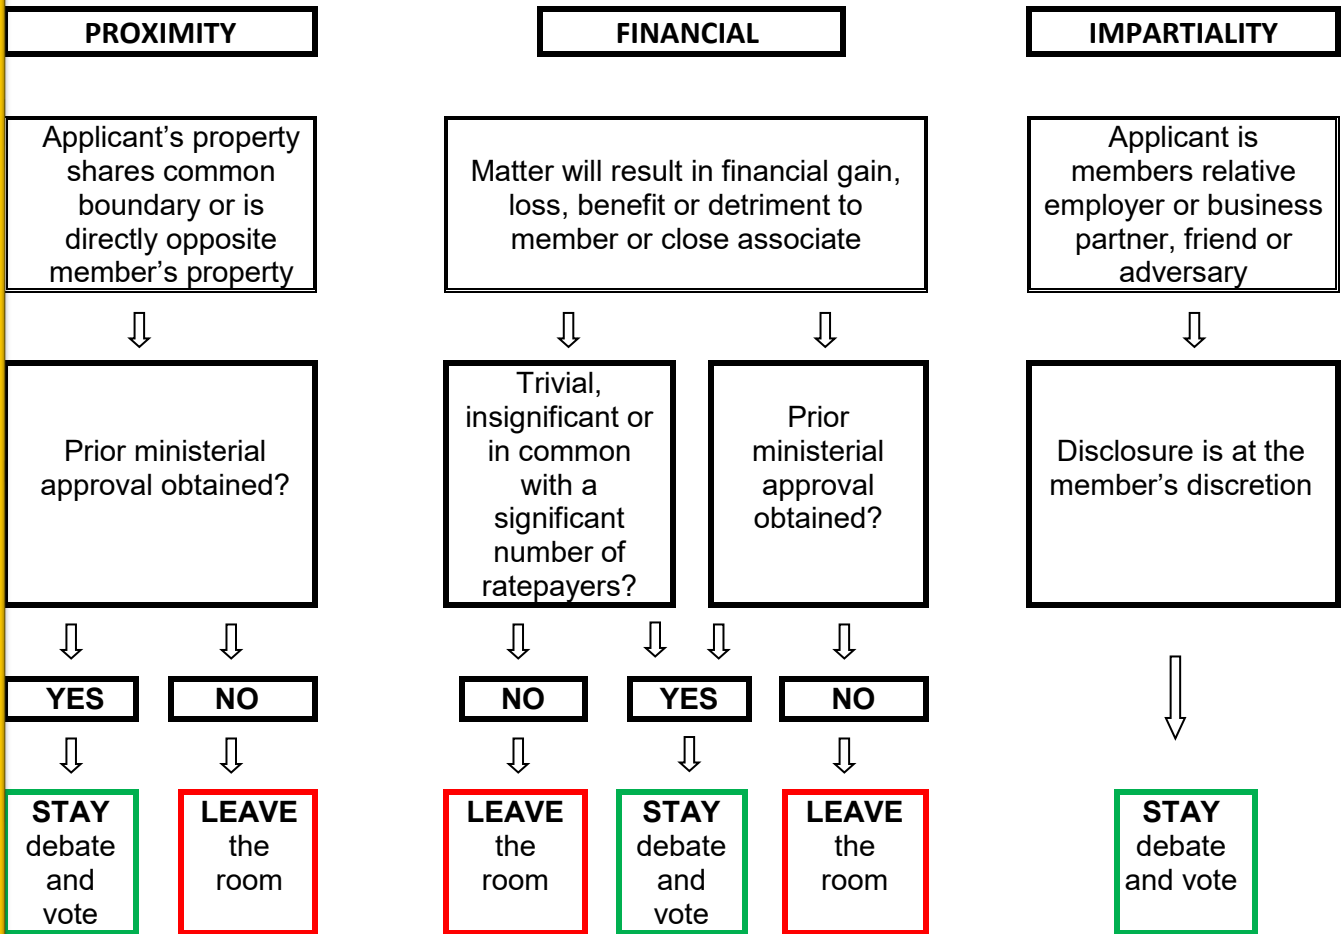 PROXIMITY
FINANCIAL
IMPARTIALITY
Applicant’s property
shares common
boundary or is
directly opposite
member’s property
Matter will result in financial gain,
loss, benefit or detriment to
member or close associate
Applicant is
members relative
employer or business
partner, friend or
adversary
Prior ministerial
approval obtained?
Trivial,
insignificant or
in common
with a
significant
number of
ratepayers?
Prior
ministerial
approval
obtained?
Disclosure is at the
member’s discretion
YES
NO
NO
YES
NO
STAY
debate
and
vote
LEAVE
the
room
LEAVE
the
room
STAY
debate
and
vote
LEAVE
the
room
STAY
debate
and vote